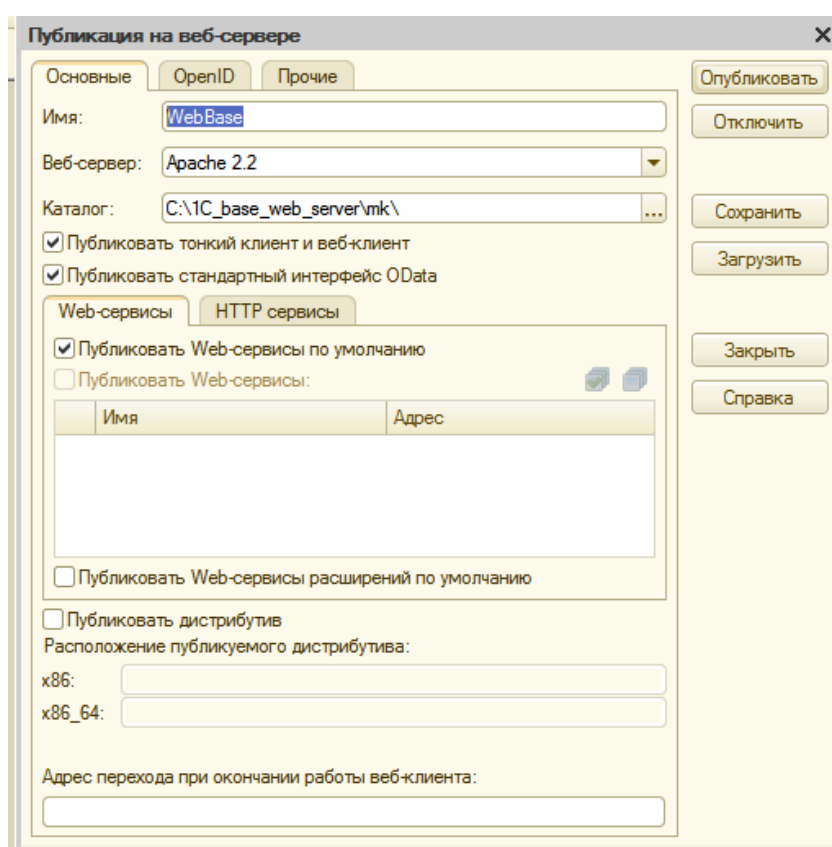 Публикация на веб-сервере
Основные OpenID Прочие
Опубликовать
Имя: WebBase
Отключить
Веб-сервер: Apache 2.2
Каталог: C:\1C_base_web_server\mk\ ...
Сохранить
Публиковать тонкий клиент и веб-клиент
Загрузить
Публиковать стандартный интерфейс OData
Web-сервисы HTTP сервисы
Публиковать Web-сервисы по умолчанию
Закрыть
Публиковать Web-сервисы:
Справка
Имя Адрес
Публиковать Web-сервисы расширений по умолчанию
Публиковать дистрибутив
Расположение публикуемого дистрибутива:
x86:
x86_64:
Адрес перехода при окончании работы веб-клиента: